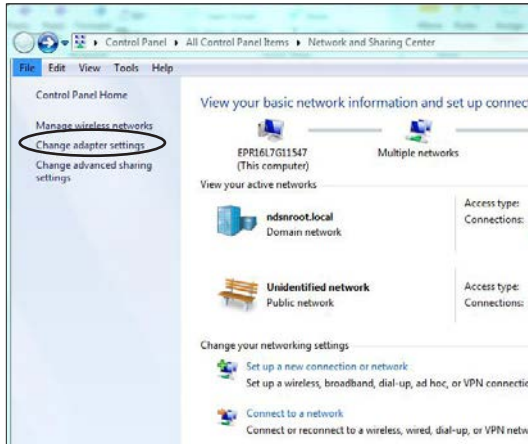 Control Panel ▸ All Control Panel Items ▸ Network and Sharing Center
File Edit View Tools Help
Control Panel Home
Manage wireless networks
Change adapter settings
Change advanced sharing
settings
View your basic network information and set up connec
EPR16L7G11547
(This computer)
Multiple networks
View your active networks
ndsnroot.local
Domain network
Access type:
Connections:
Unidentified network
Public network
Access type:
Connections:
Change your networking settings
Set up a new connection or network
Set up a wireless, broadband, dial-up, ad hoc, or VPN connectio
Connect to a network
Connect or reconnect to a wireless, wired, dial-up, or VPN netw